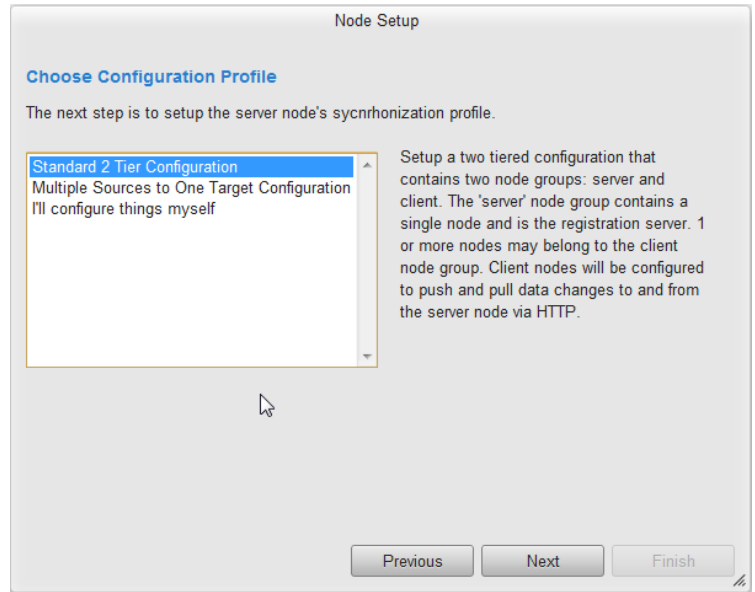 Node Setup
Choose Configuration Profile
The next step is to setup the server node's sycnrhonization profile.
Standard 2 Tier Configuration
Multiple Sources to One Target Configuration
I'll configure things myself
Setup a two tiered configuration that
contains two node groups: server and
client. The 'server' node group contains a
single node and is the registration server. 1
or more nodes may belong to the client
node group. Client nodes will be configured
to push and pull data changes to and from
the server node via HTTP.
Previous
Next
Finish